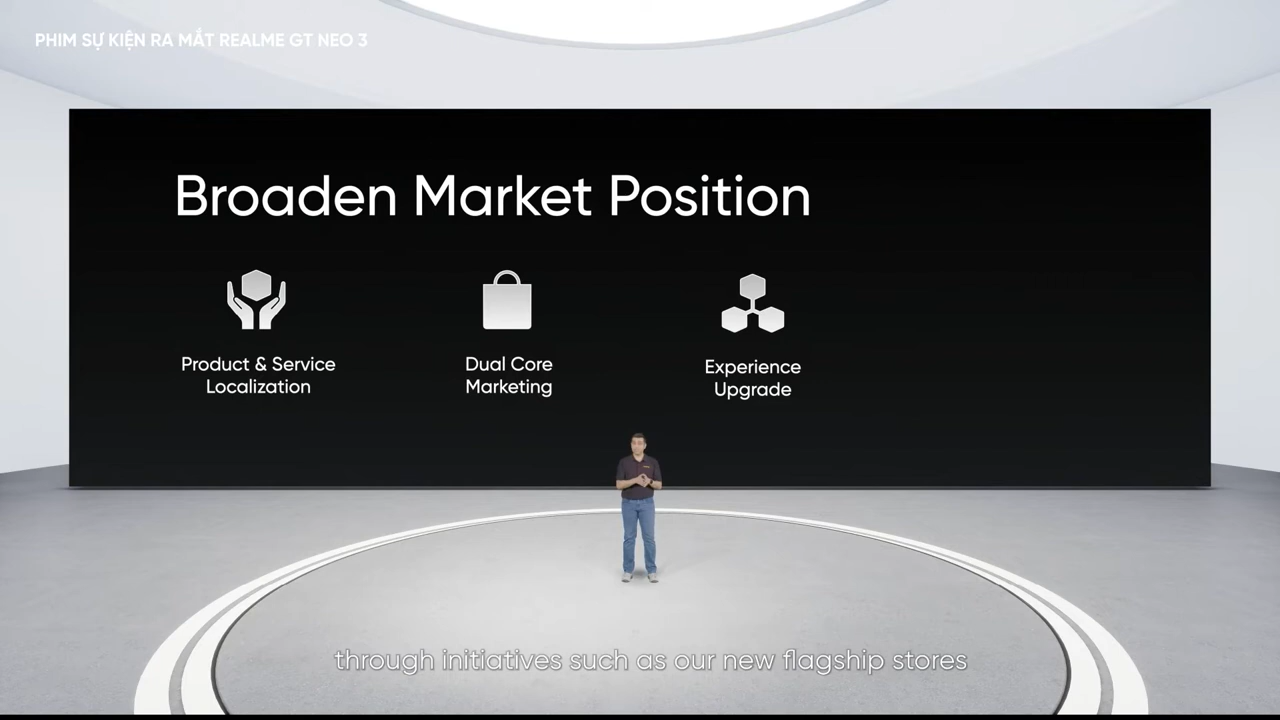 PHIM SỰ KIỆN RA MẮT REALME GT NEO 3
Broaden Market Position
Product & Service
Localization
Dual Core
Marketing
Experience
Upgrade
through initiatives such as our new flagship stores